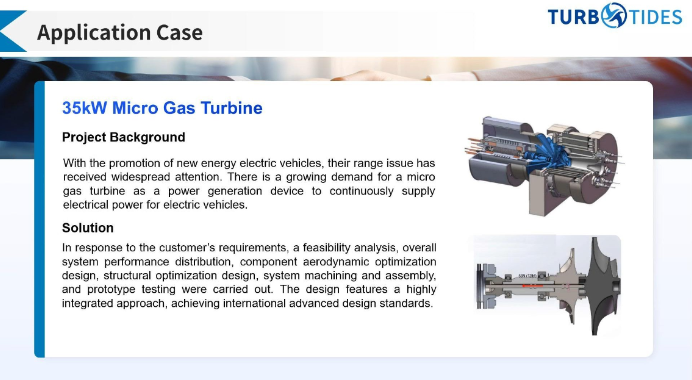 Application Case
TURBOTIDES
35kW Micro Gas Turbine
Project Background
With the promotion of new energy electric vehicles, their range issue has
received widespread attention. There is a growing demand for a micro
gas turbine as a power generation device to continuously supply
electrical power for electric vehicles.
Solution
In response to the customer's requirements, a feasibility analysis, overall
system performance distribution, component aerodynamic optimization
design, structural optimization design, system machining and assembly,
and prototype testing were carried out. The design features a highly
integrated approach, achieving international advanced design standards.